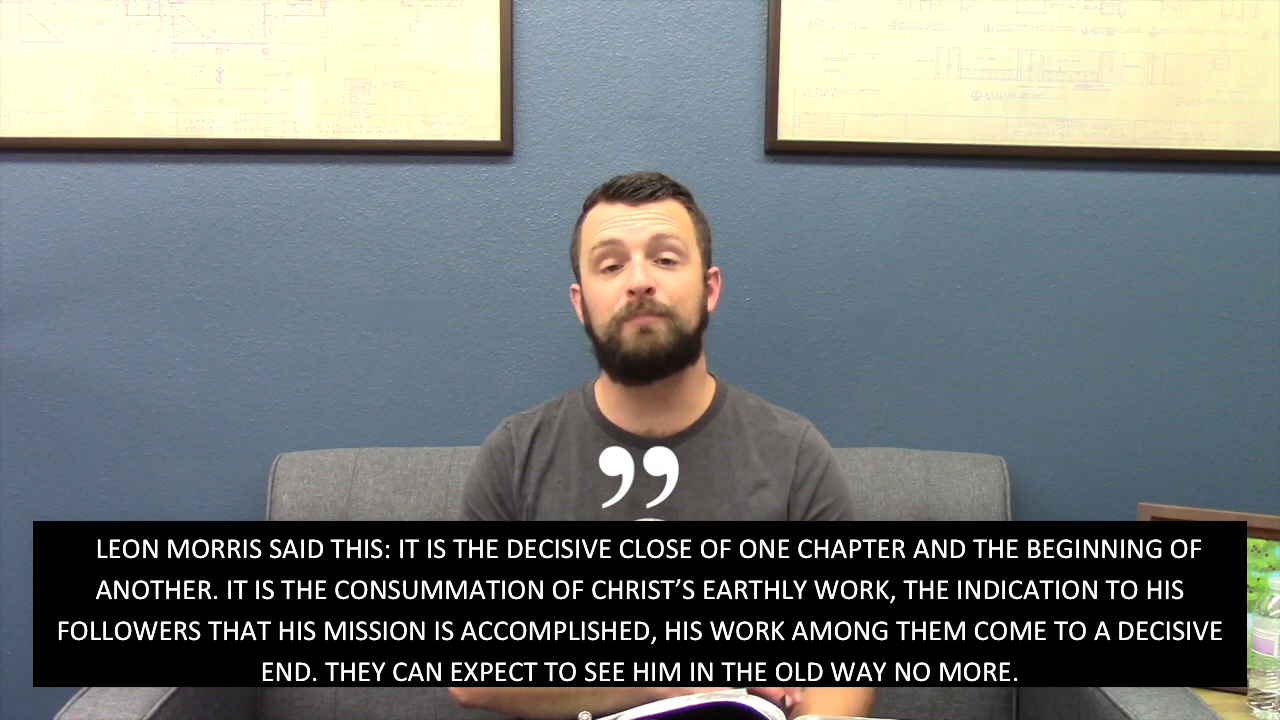 LEON MORRIS SAID THIS: IT IS THE DECISIVE CLOSE OF ONE CHAPTER AND THE BEGINNING OF
ANOTHER. IT IS THE CONSUMMATION OF CHRIST’S EARTHLY WORK, THE INDICATION TO HIS
FOLLOWERS THAT HIS MISSION IS ACCOMPLISHED, HIS WORK AMONG THEM COME TO A DECISIVE
END. THEY CAN EXPECT TO SEE HIM IN THE OLD WAY NO MORE.